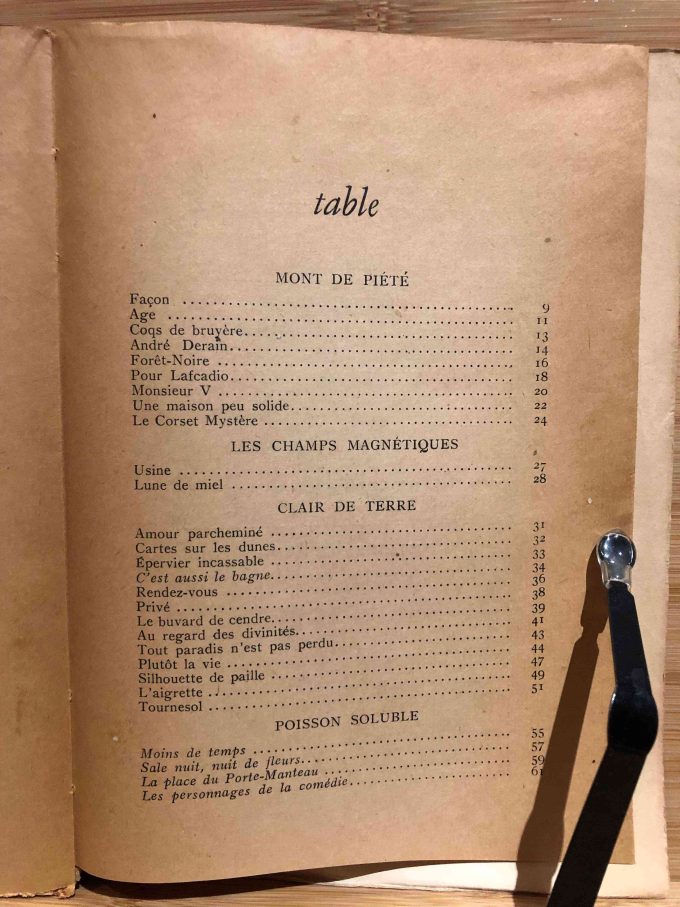 table
MONT DE PIÉTÉ
Façon ........ 9
Age ........ 11
Coqs de bruyère ........ 13
André Derain ........ 14
Forêt-Noire ........ 16
Pour Lafcadio ........ 18
Monsieur V ........ 20
Une maison peu solide ........ 22
Le Corset Mystère ........ 24
LES CHAMPS MAGNÉTIQUES
Usine ........ 27
Lune de miel ........ 28
CLAIR DE TERRE
Amour parcheminé ........ 31
Cartes sur les dunes ........ 32
Épervier incassable ........ 33
C'est aussi le bagne ........ 34
Rendez-vous ........ 36
Privé ........ 38
Le buvard de cendre ........ 39
Au regard des divinités ........ 41
Tout paradis n'est pas perdu ........ 43
Plutôt la vie ........ 44
Silhouette de paille ........ 47
L'aigrette ........ 49
Tournesol ........ 51
POISSON SOLUBLE
Moins de temps ........ 55
Sale nuit, nuit de fleurs ........ 57
La place du Porte-Manteau ........ 59
Les personnages de la comédie ........ 61